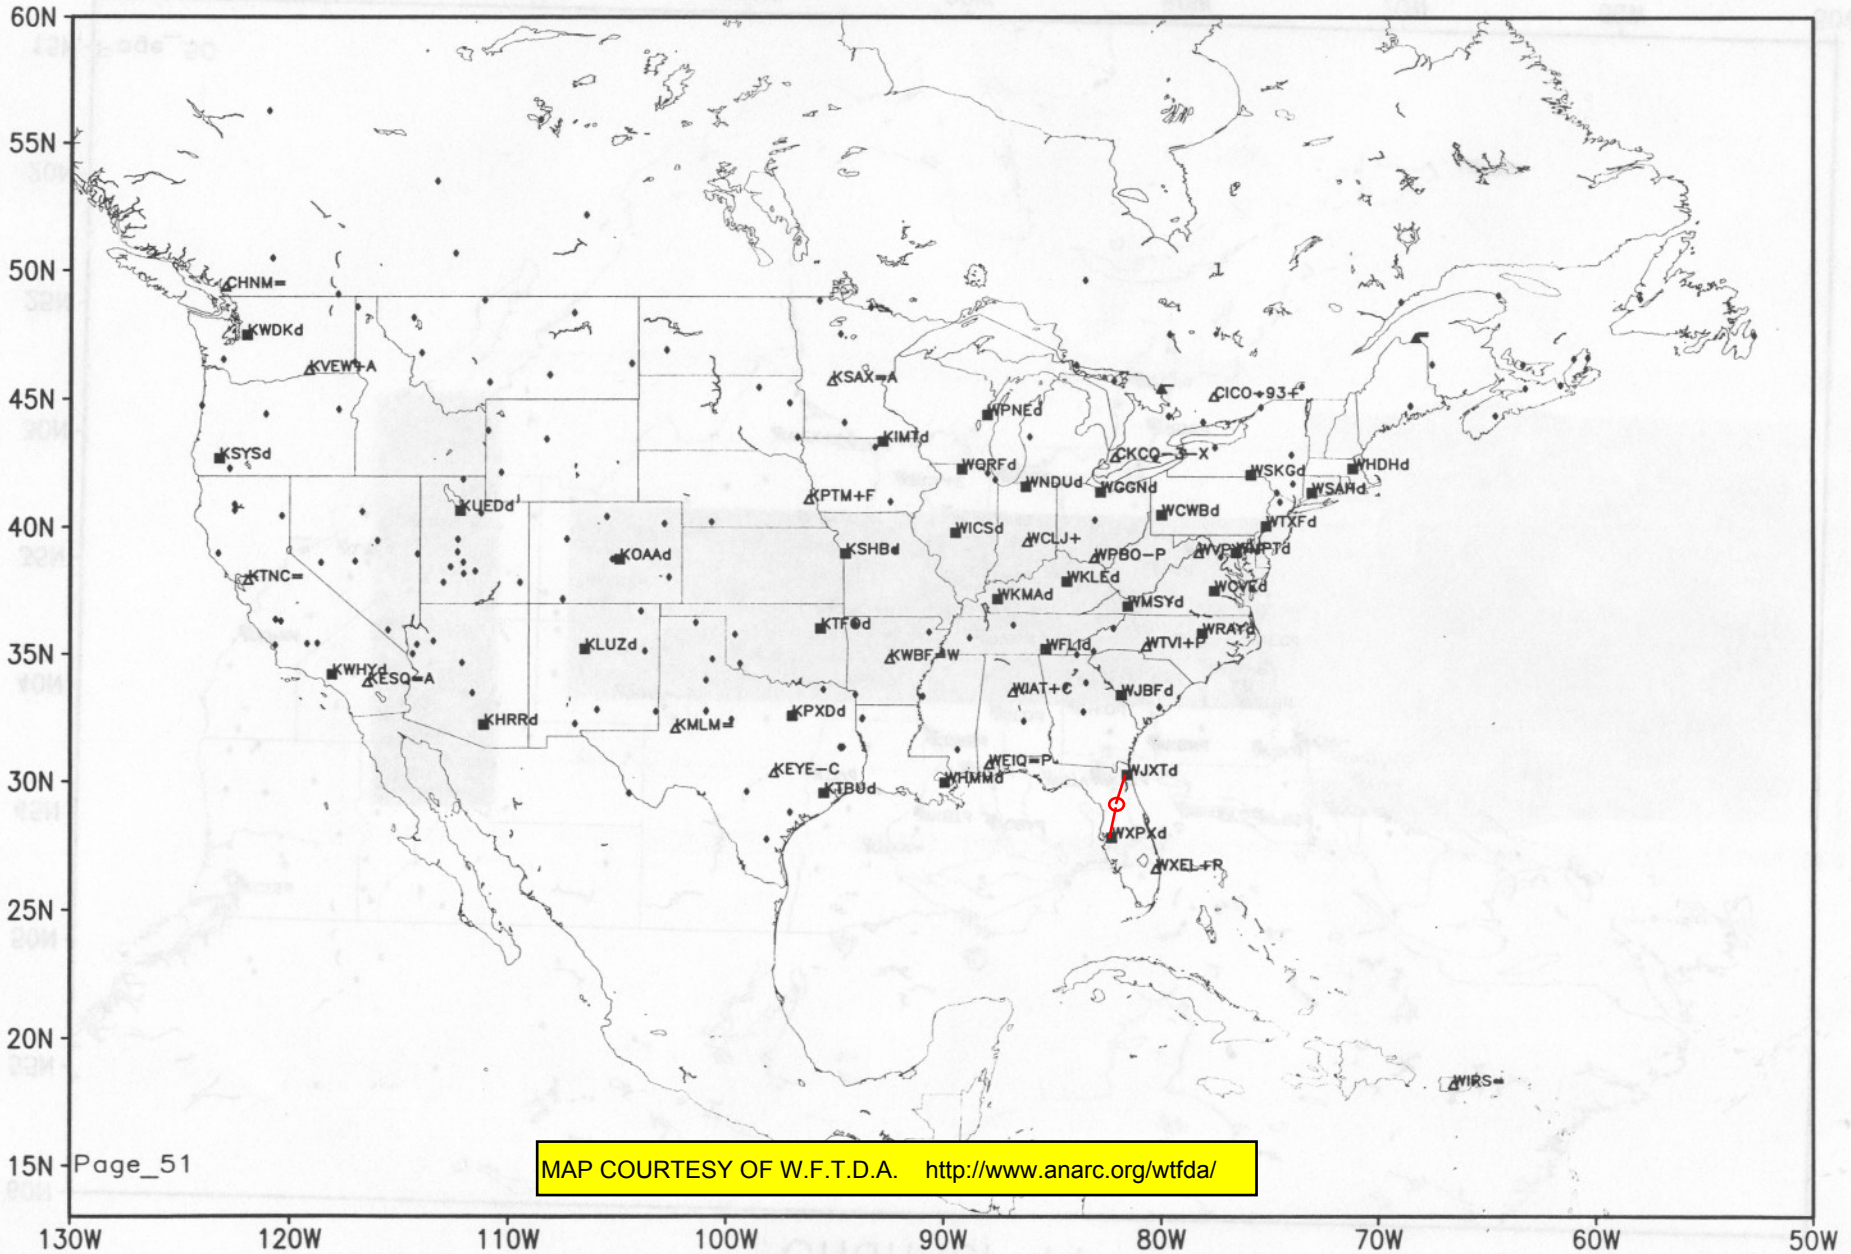 60N
55N
50N
45N
40N
35N
30N
25N
20N
15N
CHNM=
KWDKd
KVEW+A
KSAX=A
CICO-93+
WPNEd
KSYSd
KIMTd
CKCO-3-X
WQRFd
WSKGd
WHDHd
WNDUd
WGGNd
WSAHd
KPTM+F
KUEDd
WCWBd
WTXFd
WICSd
WCLJ+
KOAAd
KSHBd
WPBO-P
KTNC=
WKLEd
WKMAd
WMSYd
KTFOd
WRAYd
KLUZd
KWBF=W
WFLId
WTVI+P
KWHYd
KESQ=A
WIAT+C
WJBFd
KHRRd
KMLM=
KPXDd
KEYE-C
WEIQ=P
WJXTd
KTBUd
WHMMd
WXPXd
WXEL+P
WIRS=
Page_51
MAP COURTESY OF W.F.T.D.A. http://www.anarc.org/wtfda/
130W 120W 110W 100W 90W 80W 70W 60W 50W